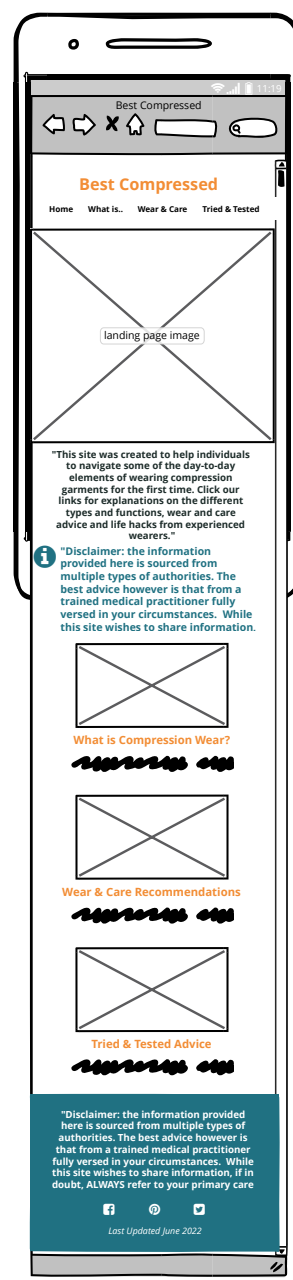 11:19
Best Compressed
Best Compressed
Home What is.. Wear & Care Tried & Tested
landing page image
"This site was created to help individuals
to navigate some of the day-to-day
elements of wearing compression
garments for the first time. Click our
links for explanations on the different
types and functions, wear and care
advice and life hacks from experienced
wearers."
"Disclaimer: the information
provided here is sourced from
multiple types of authorities. The
best advice however is that from a
trained medical practitioner fully
versed in your circumstances. While
this site wishes to share information.
What is Compression Wear?
Wear & Care Recommendations
Tried & Tested Advice
"Disclaimer: the information provided
here is sourced from multiple types of
authorities. The best advice however is
that from a trained medical practitioner
fully versed in your circumstances. While
this site wishes to share information, if in
doubt, ALWAYS refer to your primary care
Last Updated June 2022